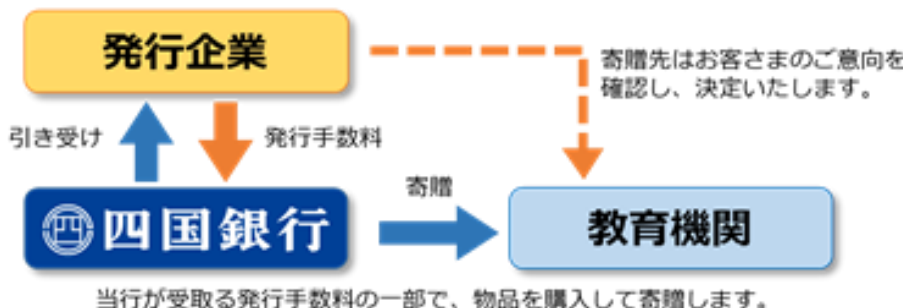 発行企業
寄贈先はお客さまのご意向を
確認し、決定いたします。
引き受け
発行手数料
四国銀行
寄贈
教育機関
当行が受取る発行手数料の一部で、物品を購入して寄贈します。